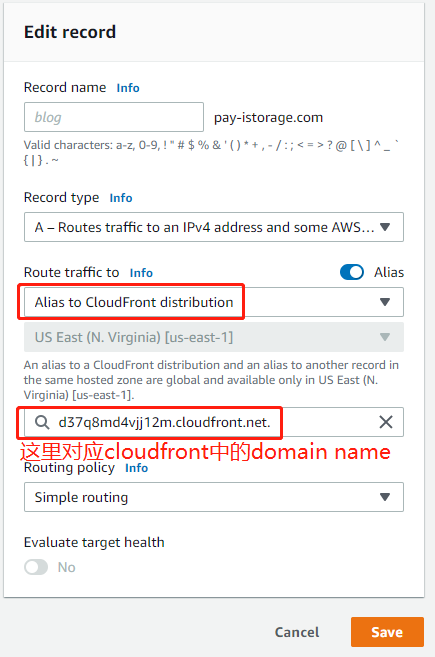 Edit record
Record name Info
blog pay-istorage.com
Valid characters: a-z, 0-9, ! " # $ % & ' ( ) * + , - / : ; < = > ? @ [ \ ] ^ _ `
{ | } . ~
Record type Info
A – Routes traffic to an IPv4 address and some AWS...
Route traffic to Info Alias
Alias to CloudFront distribution
US East (N. Virginia) [us-east-1]
An alias to a CloudFront distribution and an alias to another record in
the same hosted zone are global and available only in US East (N.
Virginia) [us-east-1].
d37q8md4vjj12m.cloudfront.net.
这里对应cloudfront中的domain name
Routing policy Info
Simple routing
Evaluate target health
No
Cancel Save